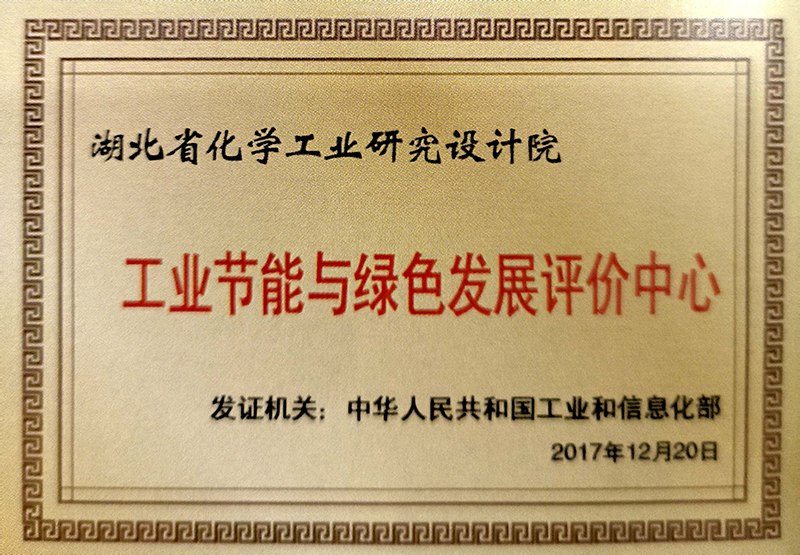 湖北省化学工业研究设计院
工业节能与绿色发展评价中心
发证机关：中华人民共和国工业和信息化部
2017年12月20日